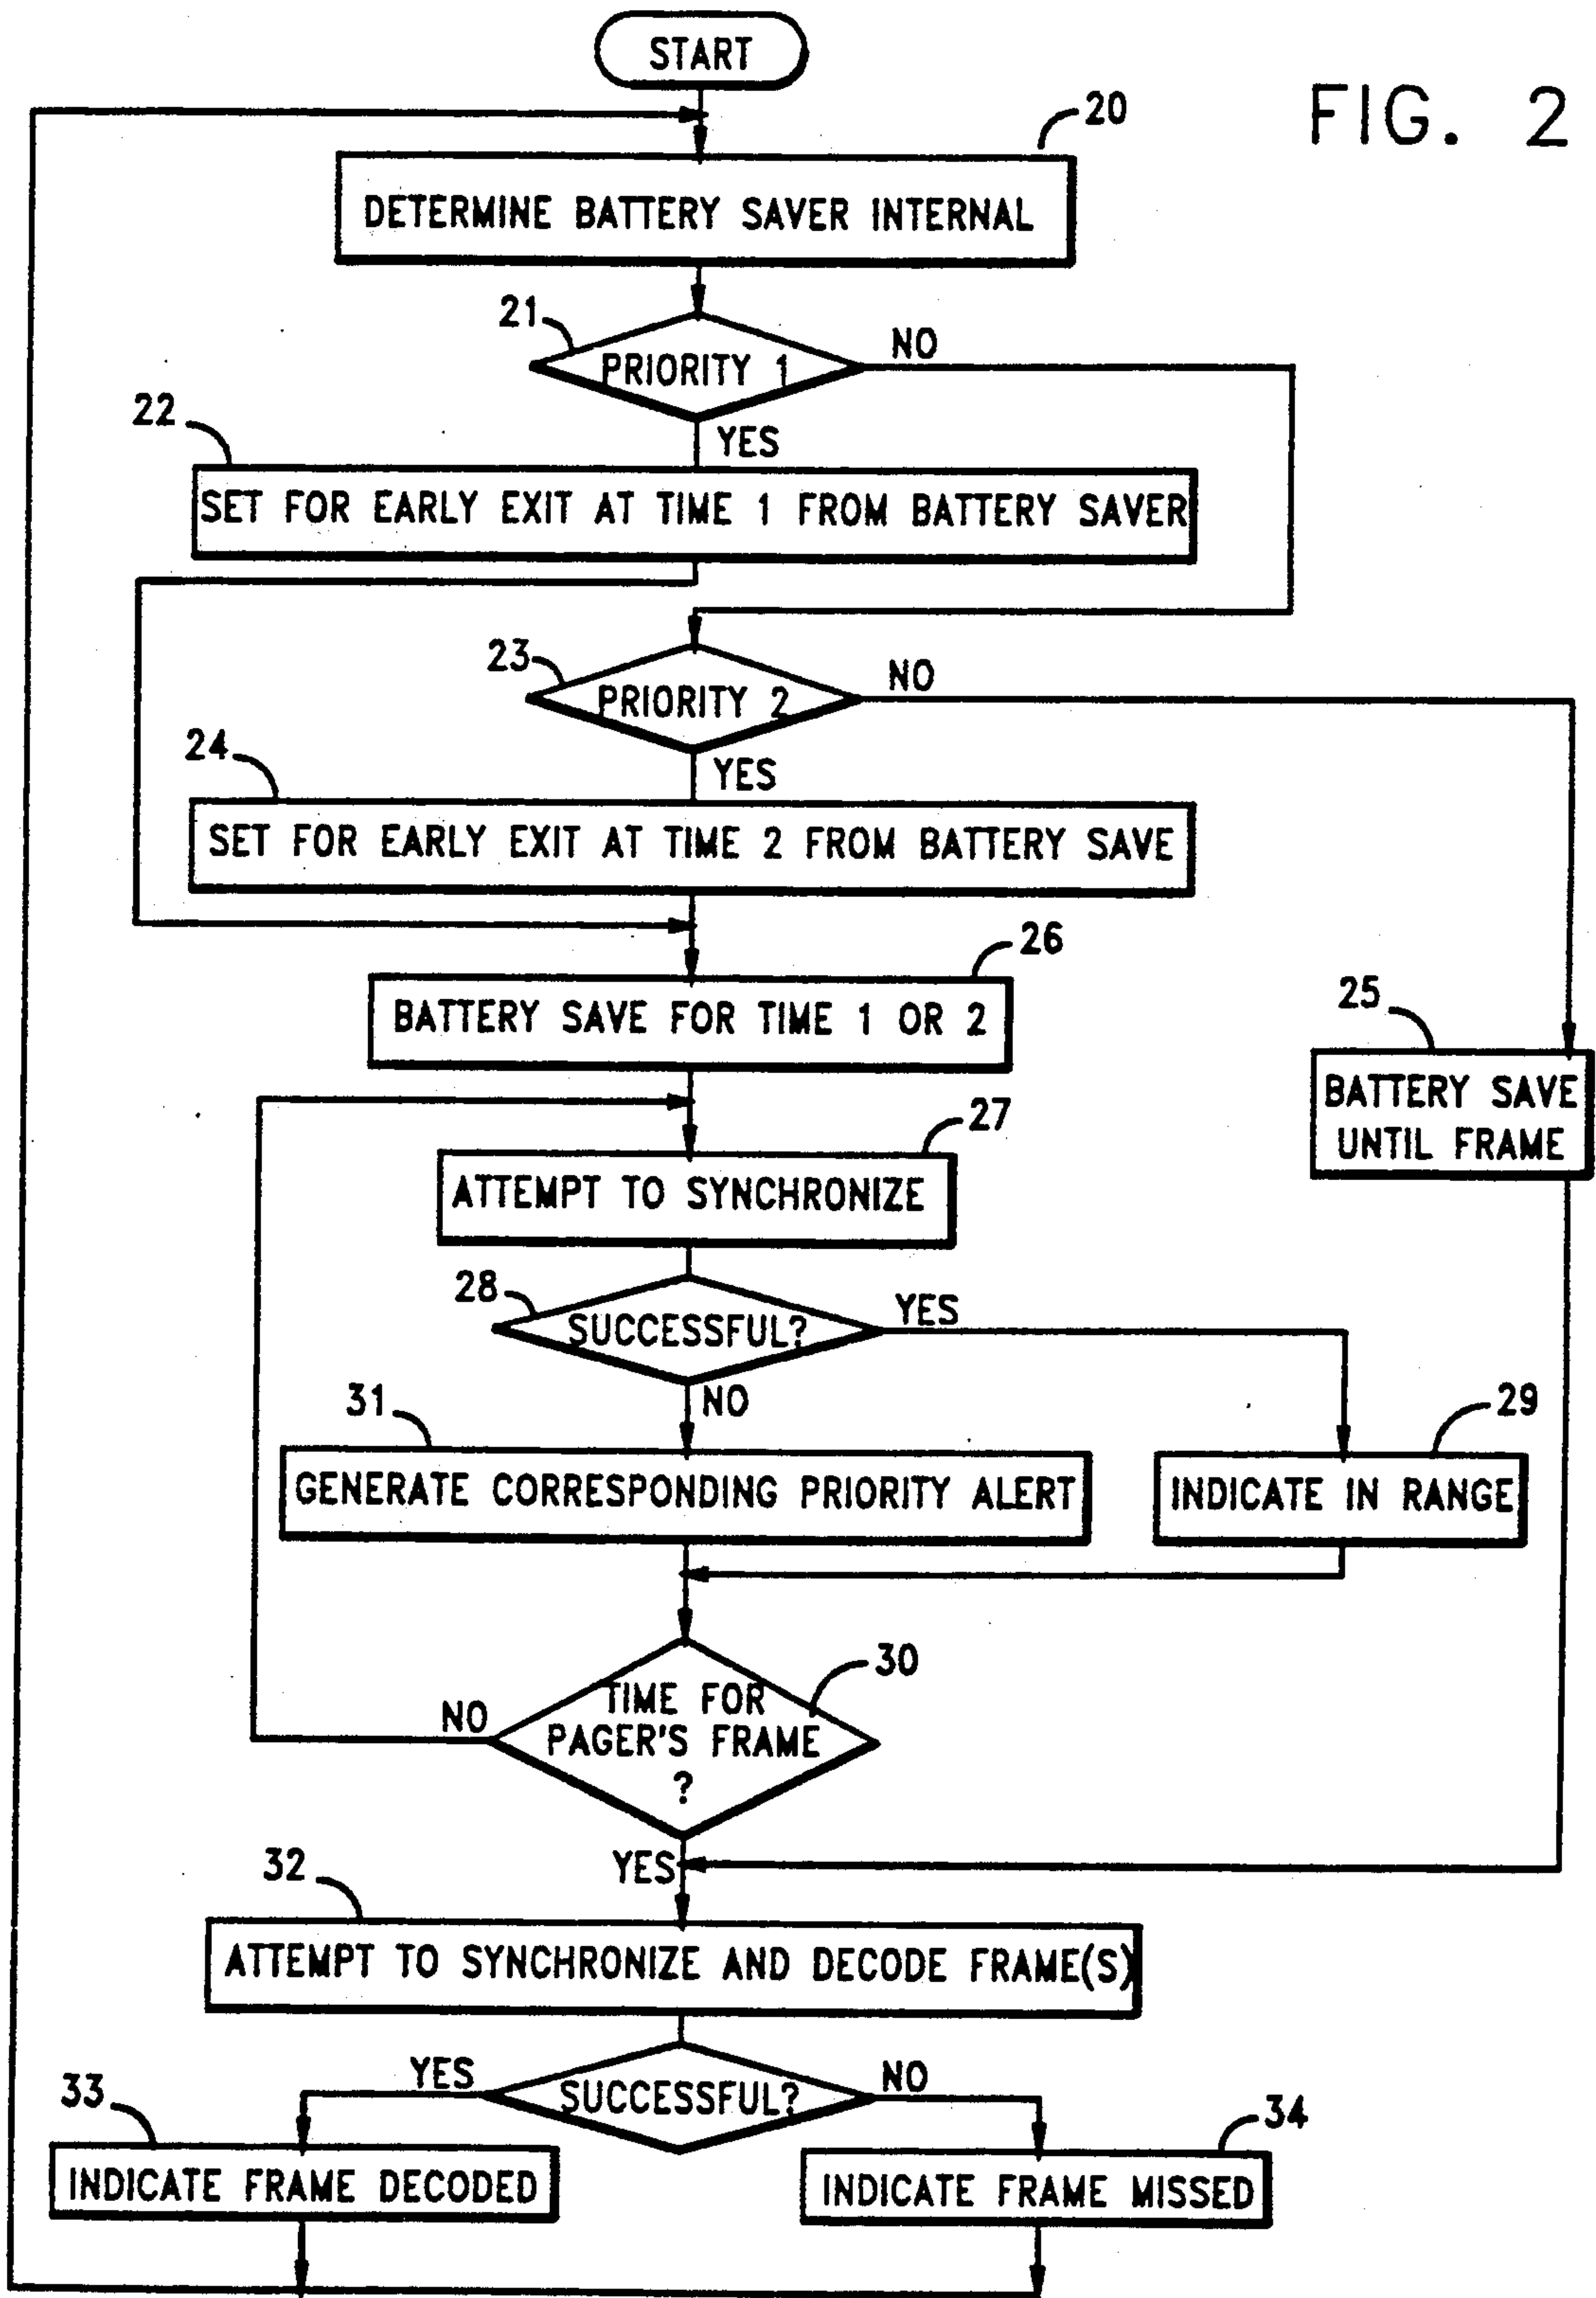 START
FIG. 2
20
DETERMINE BATTERY SAVER INTERNAL
21
PRIORITY 1
NO
YES
22
SET FOR EARLY EXIT AT TIME 1 FROM BATTERY SAVER
23
PRIORITY 2
NO
YES
24
SET FOR EARLY EXIT AT TIME 2 FROM BATTERY SAVE
26
BATTERY SAVE FOR TIME 1 OR 2
25
BATTERY SAVE
UNTIL FRAME
27
ATTEMPT TO SYNCHRONIZE
28
SUCCESSFUL?
YES
NO
31
GENERATE CORRESPONDING PRIORITY ALERT
29
INDICATE IN RANGE
30
TIME FOR
PAGER'S FRAME
?
NO
YES
32
ATTEMPT TO SYNCHRONIZE AND DECODE FRAME(S)
YES
SUCCESSFUL?
NO
33
INDICATE FRAME DECODED
34
INDICATE FRAME MISSED